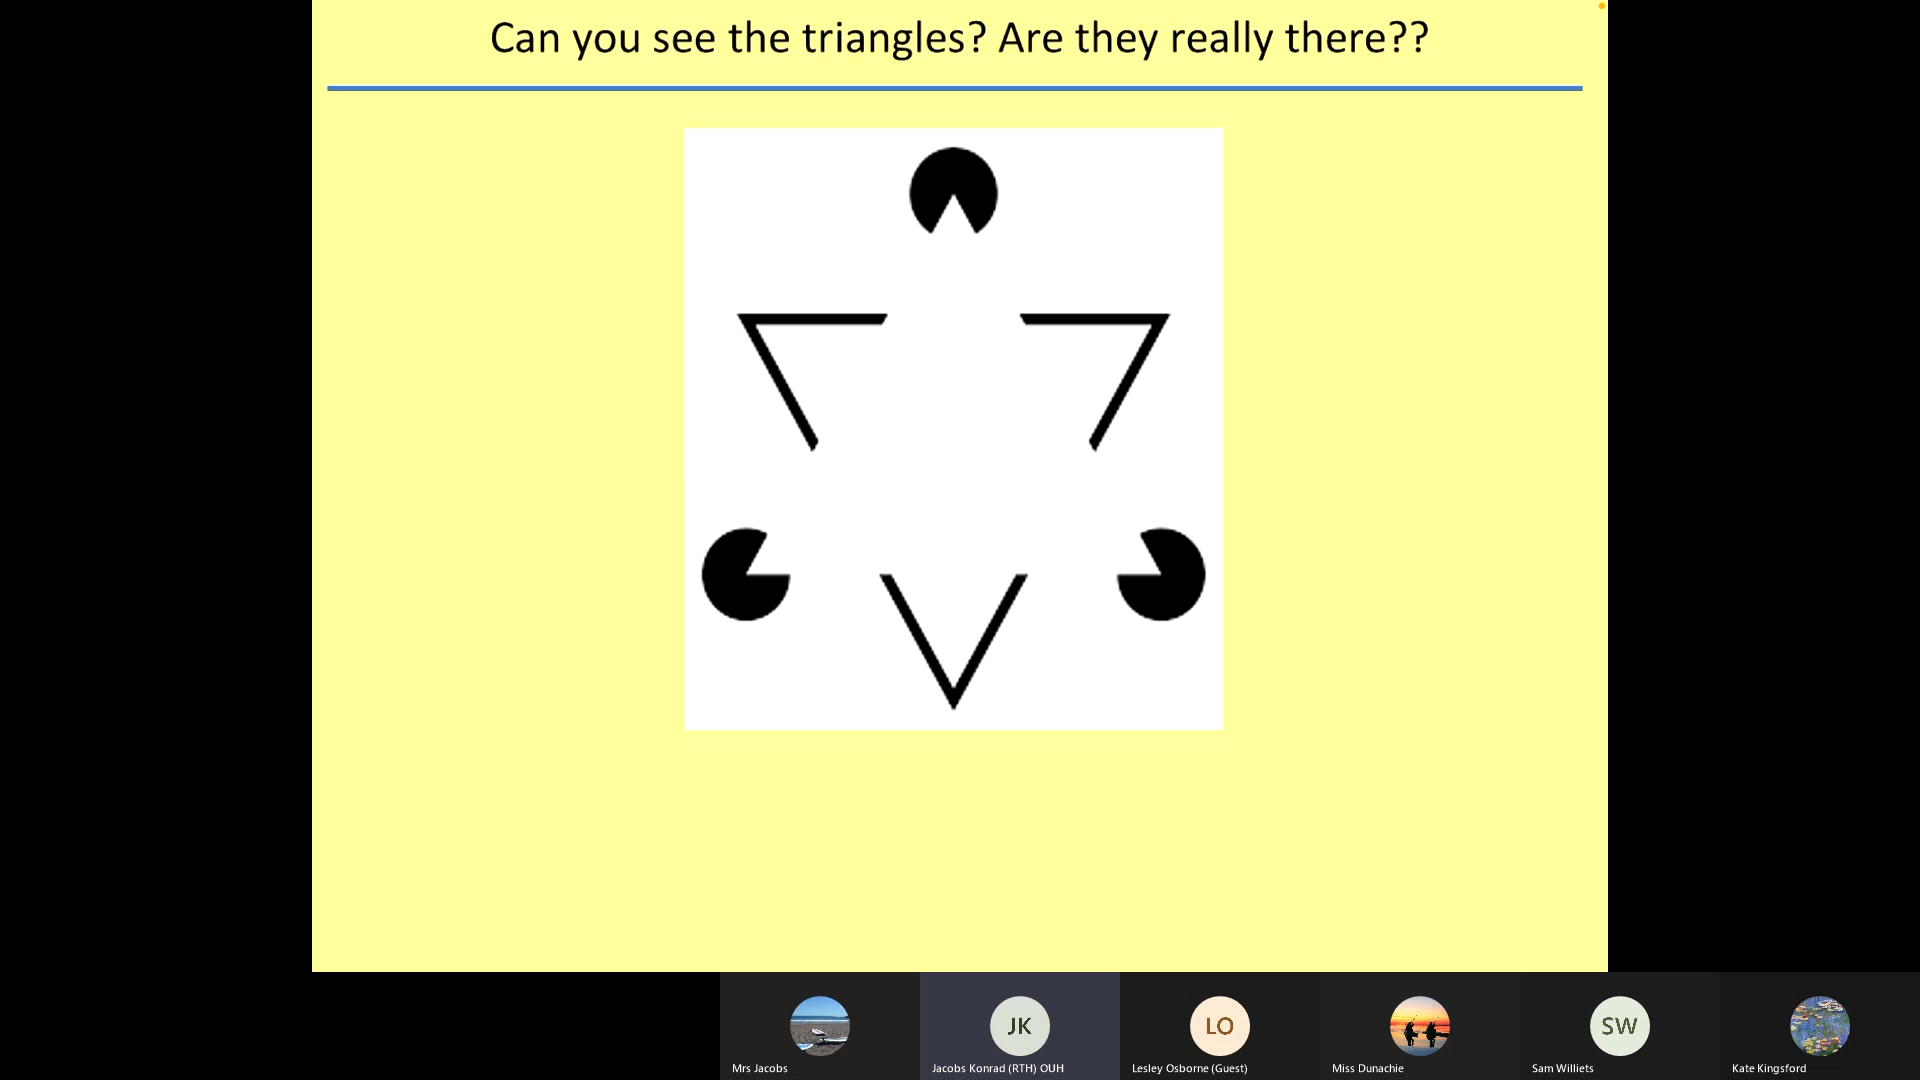 Can you see the triangles? Are they really there??
JK
LO
SW
Mrs Jacobs
Jacobs Konrad (RTH) OUH
Lesley Osborne (Guest)
Miss Dunachie
Sam Williets
Kate Kingsford